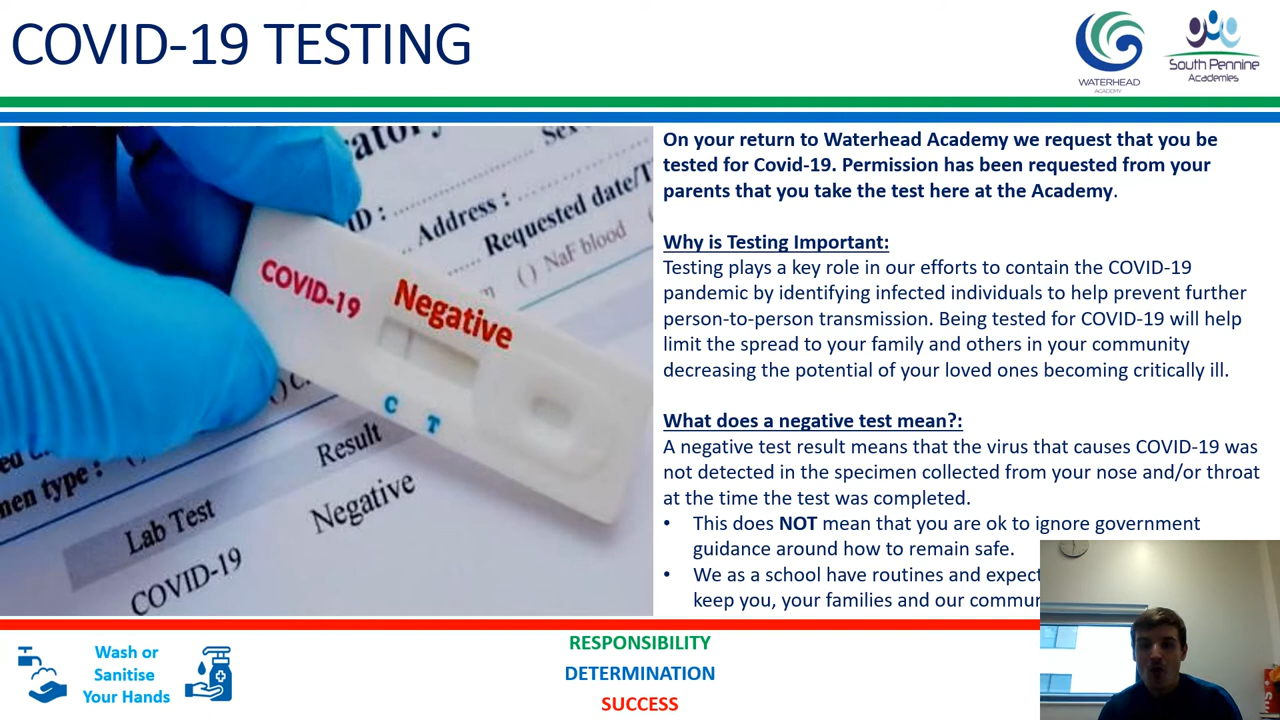 COVID-19 TESTING
WATERHEAD
ACADEMY
South Pennine
Academies
On your return to Waterhead Academy we request that you be
tested for Covid-19. Permission has been requested from your
parents that you take the test here at the Academy.
Why is Testing Important:
Testing plays a key role in our efforts to contain the COVID-19
pandemic by identifying infected individuals to help prevent further
person-to-person transmission. Being tested for COVID-19 will help
limit the spread to your family and others in your community
decreasing the potential of your loved ones becoming critically ill.
What does a negative test mean?:
A negative test result means that the virus that causes COVID-19 was
not detected in the specimen collected from your nose and/or throat
at the time the test was completed.
• This does NOT mean that you are ok to ignore government
guidance around how to remain safe.
• We as a school have routines and
keep you, your families and our
ID :
Address :
Requested date/T
( ) NaF blood
COVID-19
Negative
C T
Result
Lab Test
Negative
COVID-19
Wash or
Sanitise
Your Hands
RESPONSIBILITY
DETERMINATION
SUCCESS